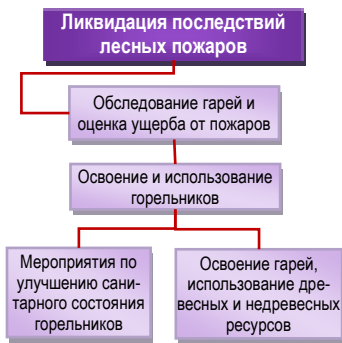 Ликвидация последствий
лесных пожаров
Обследование гарей и
оценка ущерба от пожаров
Освоение и использование
горельников
Мероприятия по
улучшению сани-
тарного состояния
горельников
Освоение гарей,
использование дре-
весных и недревесных
ресурсов